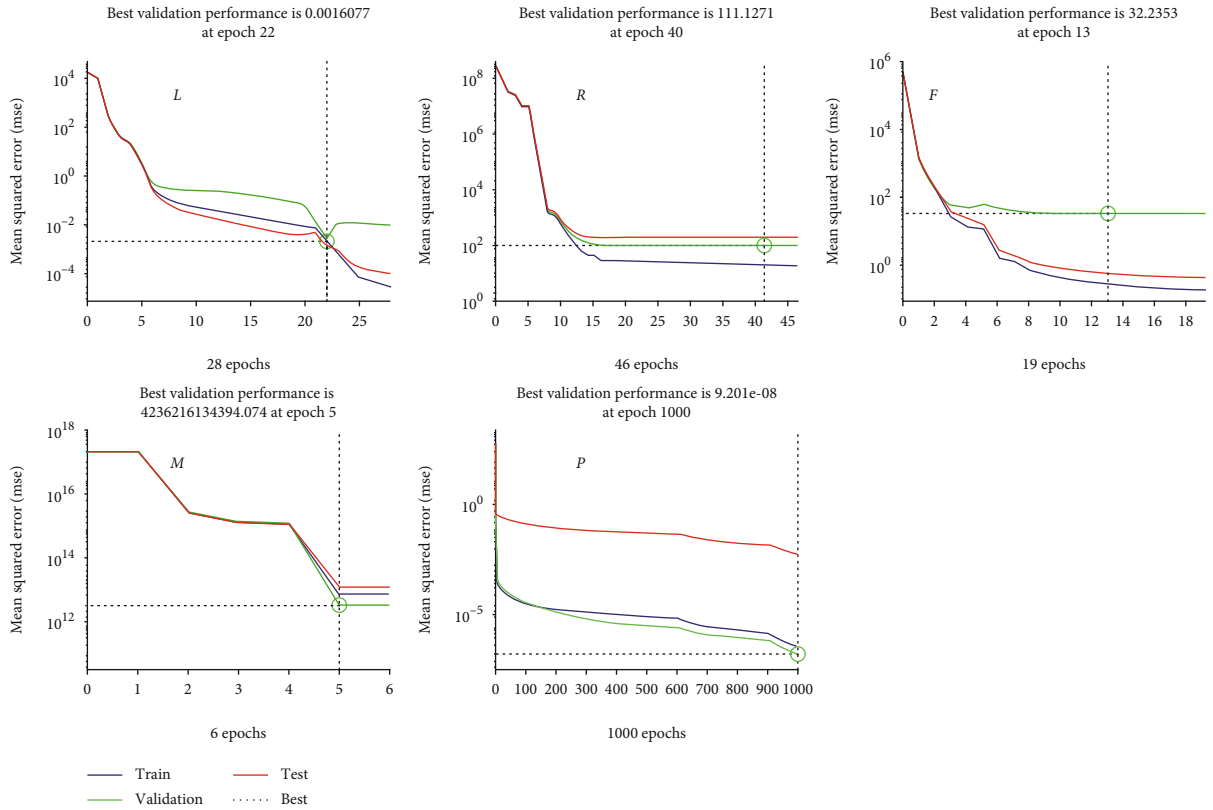 Best validation performance is 0.0016077
at epoch 22
Mean squared error (mse)
10^4
10^2
10^0
10^-2
10^-4
L
0 5 10 15 20 25
28 epochs
Best validation performance is 111.1271
at epoch 40
Mean squared error (mse)
10^8
10^6
10^4
10^2
10^0
R
0 5 10 15 20 25 30 35 40 45
46 epochs
Best validation performance is 32.2353
at epoch 13
Mean squared error (mse)
10^6
10^4
10^2
10^0
F
0 2 4 6 8 10 12 14 16 18
19 epochs
Best validation performance is
4236216134394.074 at epoch 5
Mean squared error (mse)
10^18
10^16
10^14
10^12
M
0 1 2 3 4 5 6
6 epochs
Best validation performance is 9.201e-08
at epoch 1000
Mean squared error (mse)
10^0
10^-5
P
0 100 200 300 400 500 600 700 800 900 1000
1000 epochs
Train
Validation
Test
Best